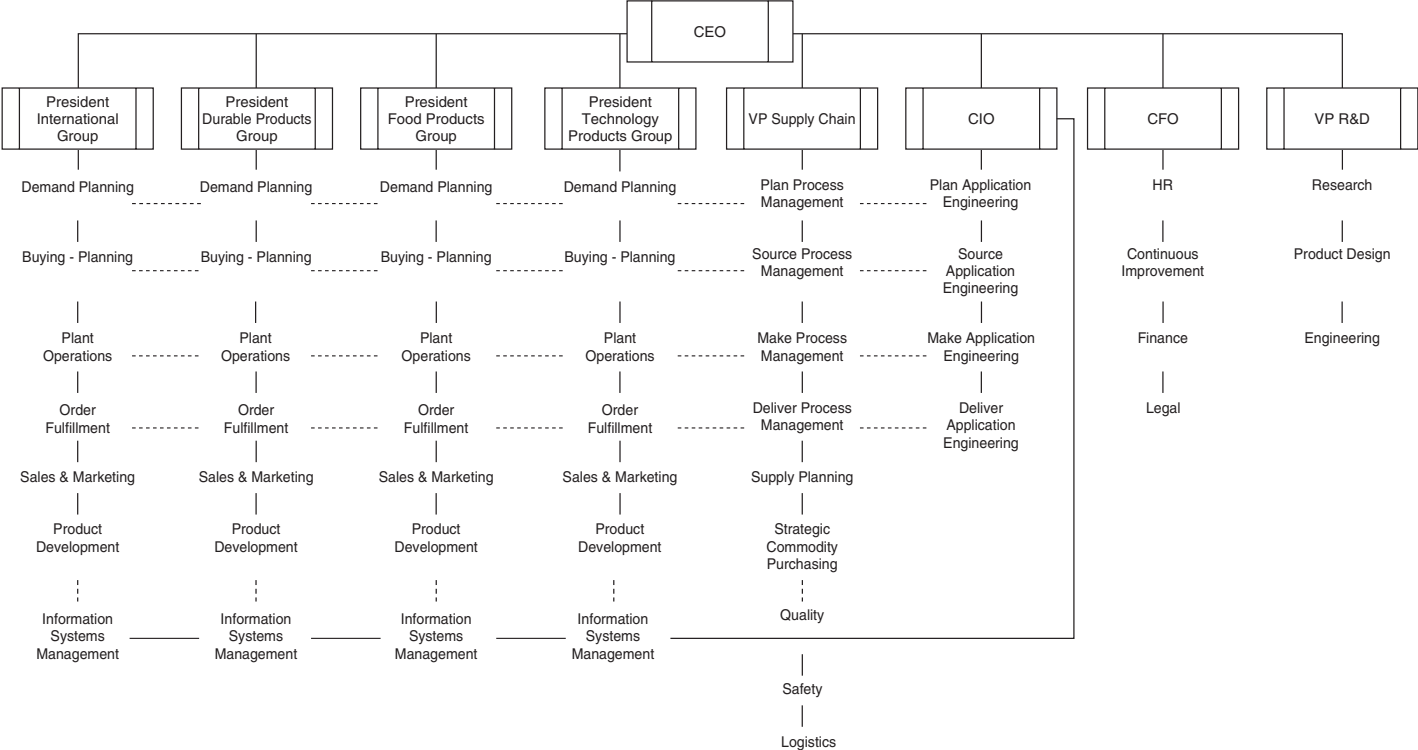 CEO
President
International
Group
President
Durable Products
Group
President
Food Products
Group
President
Technology
Products Group
VP Supply Chain
CIO
CFO
VP R&D
Demand Planning
Demand Planning
Demand Planning
Demand Planning
Plan Process
Management
Plan Application
Engineering
HR
Research
Buying - Planning
Buying - Planning
Buying - Planning
Buying - Planning
Source Process
Management
Source
Application
Engineering
Continuous
Improvement
Product Design
Plant
Operations
Plant
Operations
Plant
Operations
Plant
Operations
Make Process
Management
Make Application
Engineering
Finance
Engineering
Order
Fulfillment
Order
Fulfillment
Order
Fulfillment
Order
Fulfillment
Deliver Process
Management
Deliver
Application
Engineering
Legal
Sales & Marketing
Sales & Marketing
Sales & Marketing
Sales & Marketing
Supply Planning
Product
Development
Product
Development
Product
Development
Product
Development
Strategic
Commodity
Purchasing
Information
Systems
Management
Information
Systems
Management
Information
Systems
Management
Information
Systems
Management
Quality
Safety
Logistics